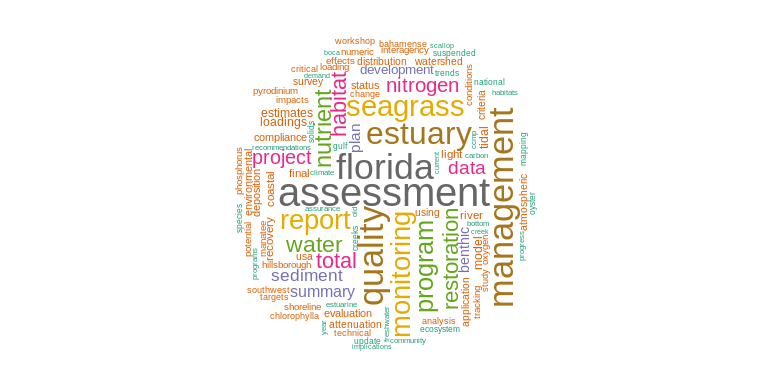 workshop
bahamense
scallop
boca
numeric
interagency
suspended
effects
distribution
watershed
critical
loading
development
trends
demand
survey
habitat
status
nitrogen
conditions
national
pyrodinium
change
seagrass
criteria
habitats
impacts
estimates
nutrient
plan
estuary
tidal
ccmp
management
loadings
solids
compliance
recommendations
gulf
light
carbon
mapping
project
florida
current
data
phosphorus
environmental
final
climate
deposition
coastal
assessment
atmospheric
oyster
species
assurance
old
report
using
river
quality
monitoring
program
restoration
bottom
creek
potential
manatee
recovery
water
creeks
benthic
model
oxygen
progress
programs
usa
total
hillsborough
sediment
study
southwest
summary
application
tracking
targets
shoreline
estuarine
chlorophylla
evaluation
freshwater
year
attenuation
analysis
technical
ecosystem
update
community
implications